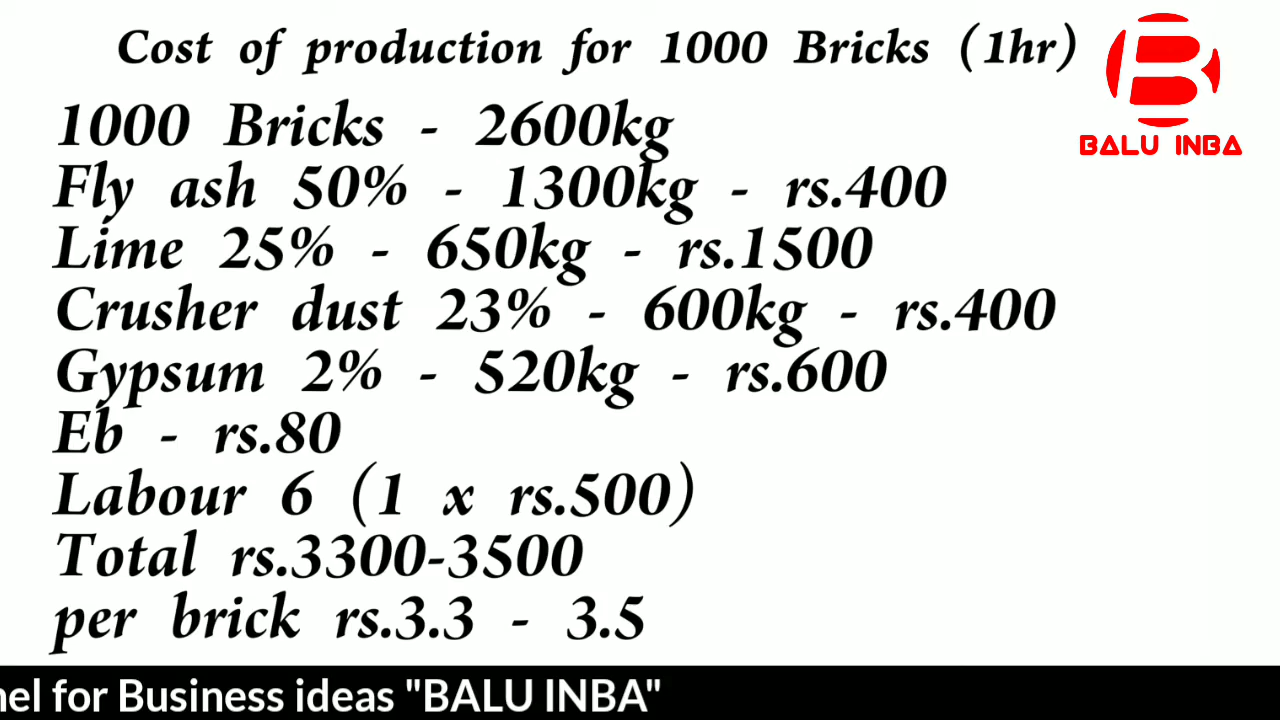 Cost of production for 1000 Bricks (1hr)
BALU INBA
1000 Bricks - 2600kg
Fly ash 50% - 1300kg - rs.400
Lime 25% - 650kg - rs.1500
Crusher dust 23% - 600kg - rs.400
Gypsum 2% - 520kg - rs.600
Eb - rs.80
Labour 6 (1 x rs.500)
Total rs.3300-3500
per brick rs.3.3 - 3.5
nel for Business ideas "BALU INBA"